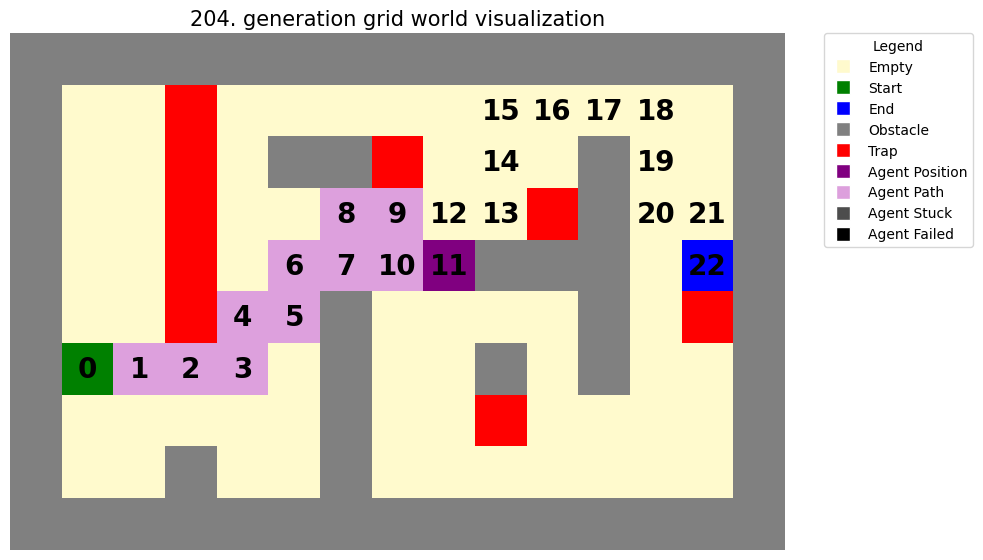 204. generation grid world visualization
15 16 17 18
14 19
8 9 12 13 20 21
6 7 10 11 22
4 5
0 1 2 3
Legend
Empty
Start
End
Obstacle
Trap
Agent Position
Agent Path
Agent Stuck
Agent Failed